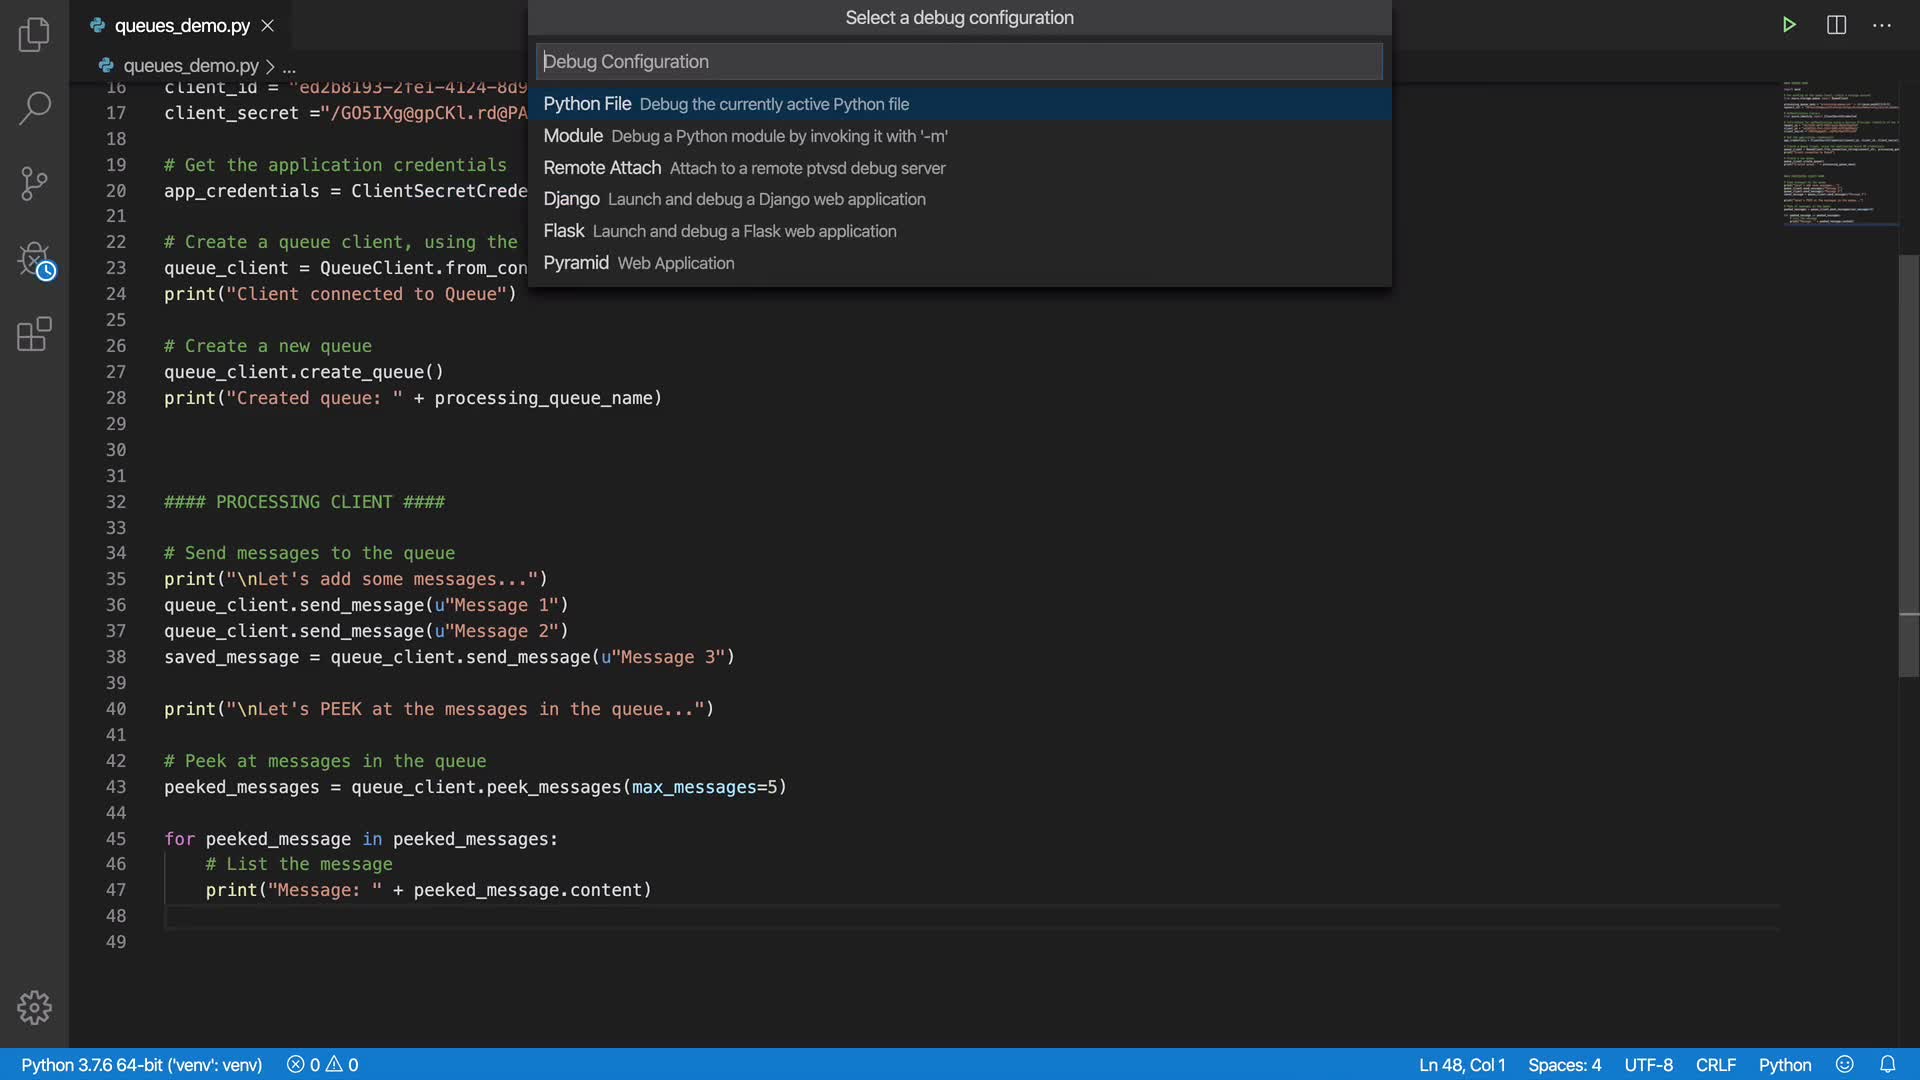 queues_demo.py
Select a debug configuration
queues_demo.py > ...
Debug Configuration
Python File Debug the currently active Python file
Module Debug a Python module by invoking it with '-m'
Remote Attach Attach to a remote ptvsd debug server
Django Launch and debug a Django web application
Flask Launch and debug a Flask web application
Pyramid Web Application
16 client_id = "ed2b8193-2fe1-4124-8d9
17 client_secret ="/GO5IXg@gpCKl.rd@PA
18
19 # Get the application credentials
20 app_credentials = ClientSecretCrede
21
22 # Create a queue client, using the
23 queue_client = QueueClient.from_con
24 print("Client connected to Queue")
25
26 # Create a new queue
27 queue_client.create_queue()
28 print("Created queue: " + processing_queue_name)
29
30
31
32 #### PROCESSING CLIENT ####
33
34 # Send messages to the queue
35 print("\nLet's add some messages...")
36 queue_client.send_message(u"Message 1")
37 queue_client.send_message(u"Message 2")
38 saved_message = queue_client.send_message(u"Message 3")
39
40 print("\nLet's PEEK at the messages in the queue...")
41
42 # Peek at messages in the queue
43 peeked_messages = queue_client.peek_messages(max_messages=5)
44
45 for peeked_message in peeked_messages:
46 # List the message
47 print("Message: " + peeked_message.content)
48
49
Python 3.7.6 64-bit ('venv': venv) 0 0 Ln 48, Col 1 Spaces: 4 UTF-8 CRLF Python